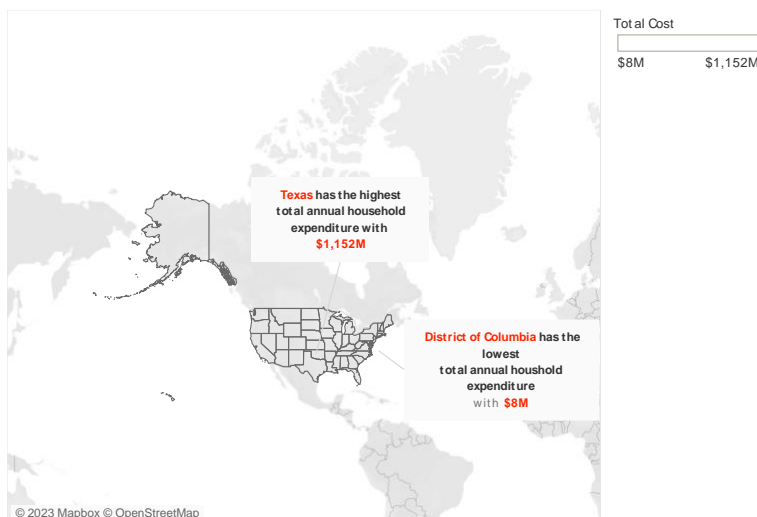 Total Cost
$8M $1,152M
Texas has the highest
total annual household
expenditure with
$1,152M
District of Columbia has the
lowest
total annual houshold
expenditure
with $8M
© 2023 Mapbox © OpenStreetMap